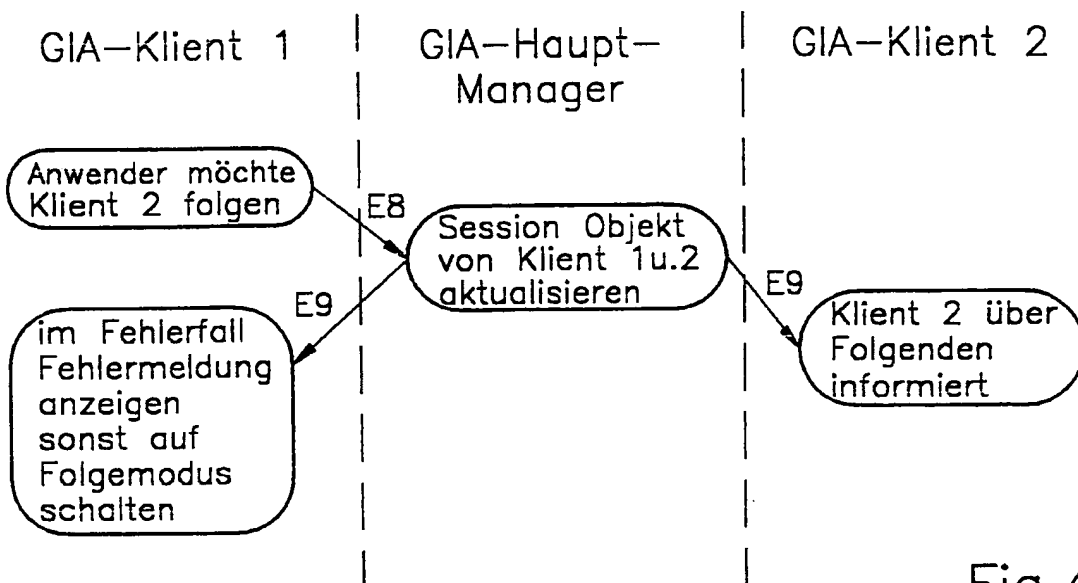 GIA-Klient 1
GIA-Haupt-
Manager
GIA-Klient 2
Anwender möchte
Klient 2 folgen
E8
Session Objekt
von Klient 1u.2
aktualisieren
E9
E9
im Fehlerfall
Fehlermeldung
anzeigen
sonst auf
Folgemodus
schalten
Klient 2 über
Folgenden
informiert
Fig